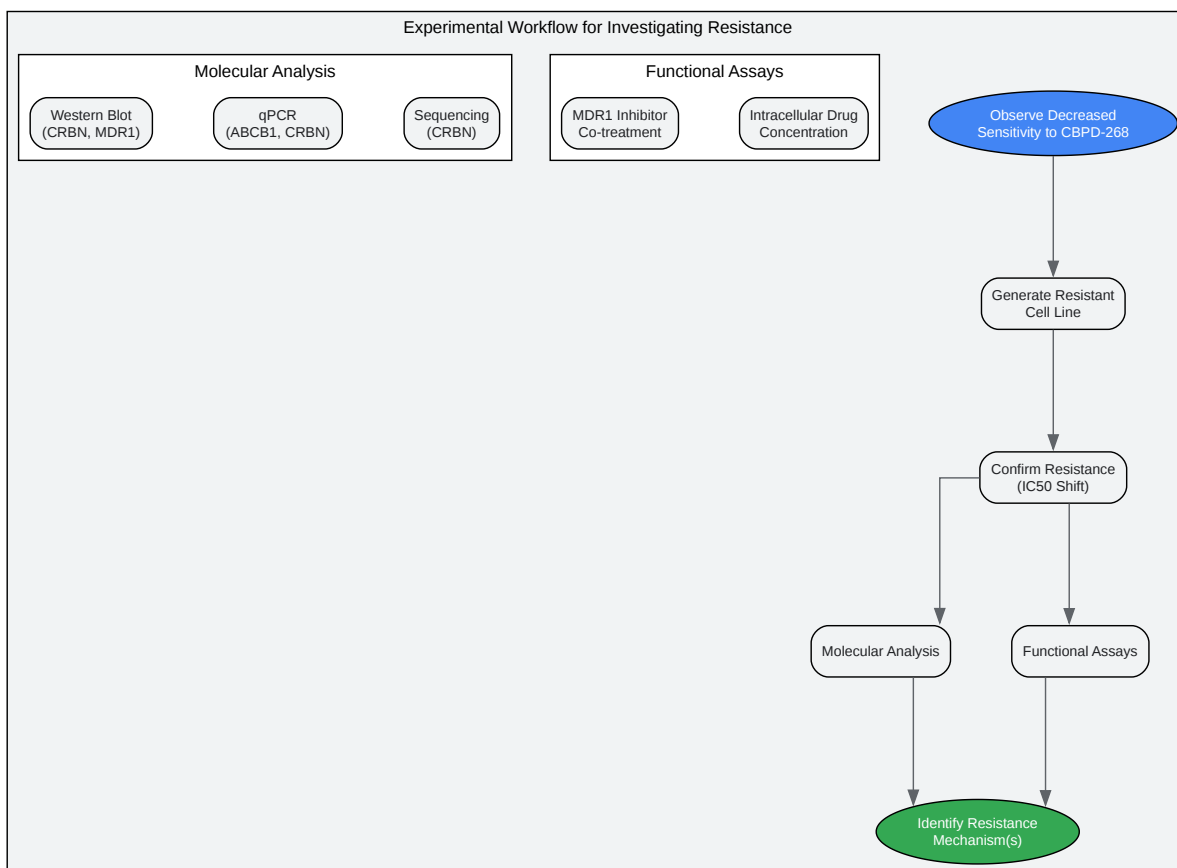 Experimental Workflow for Investigating Resistance
Molecular Analysis
Western Blot
(CRBN, MDR1)
qPCR
(ABCB1, CRBN)
Sequencing
(CRBN)
Functional Assays
MDR1 Inhibitor
Co-treatment
Intracellular Drug
Concentration
Observe Decreased
Sensitivity to CBPD-268
Generate Resistant
Cell Line
Confirm Resistance
(IC50 Shift)
Molecular Analysis
Functional Assays
Identify Resistance
Mechanism(s)